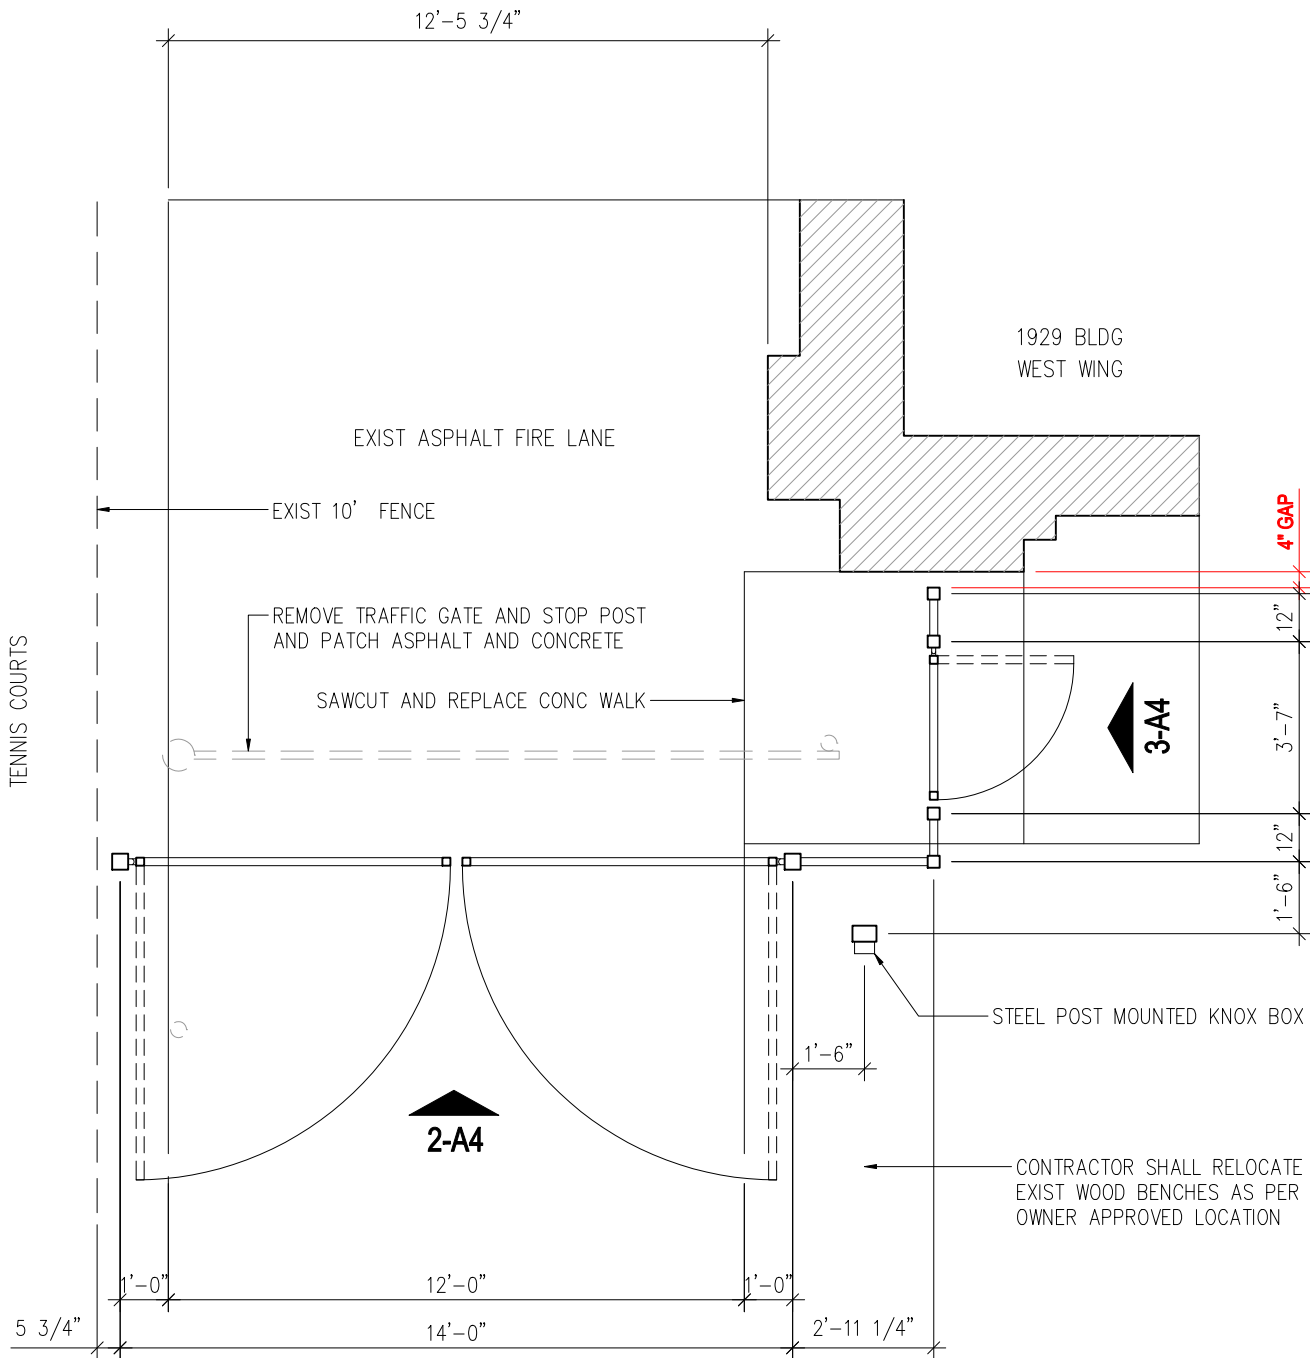 12'-5 3/4"
1929 BLDG
WEST WING
EXIST ASPHALT FIRE LANE
EXIST 10' FENCE
4" GAP
12"
REMOVE TRAFFIC GATE AND STOP POST
AND PATCH ASPHALT AND CONCRETE
TENNIS COURTS
SAWCUT AND REPLACE CONC WALK
3-A4
3'-7"
12"
1'-6"
STEEL POST MOUNTED KNOX BOX
1'-6"
2-A4
CONTRACTOR SHALL RELOCATE
EXIST WOOD BENCHES AS PER
OWNER APPROVED LOCATION
1'-0"
12'-0"
1'-0"
5 3/4"
14'-0"
2'-11 1/4"